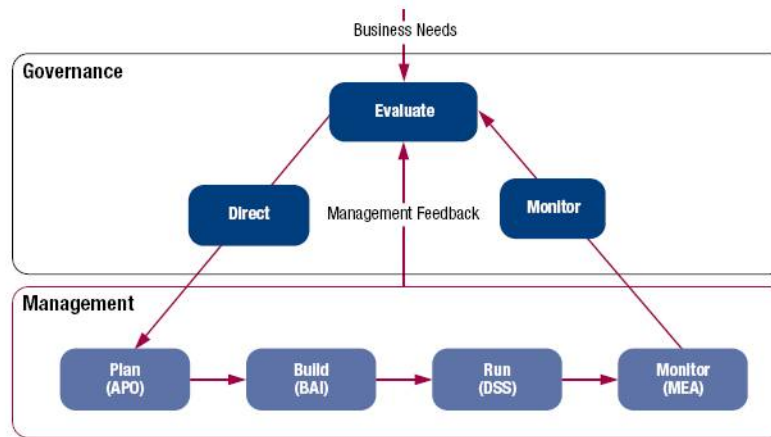 Business Needs
Governance
Evaluate
Direct
Management Feedback
Monitor
Management
Plan
(APO)
Build
(BAI)
Run
(DSS)
Monitor
(MEA)